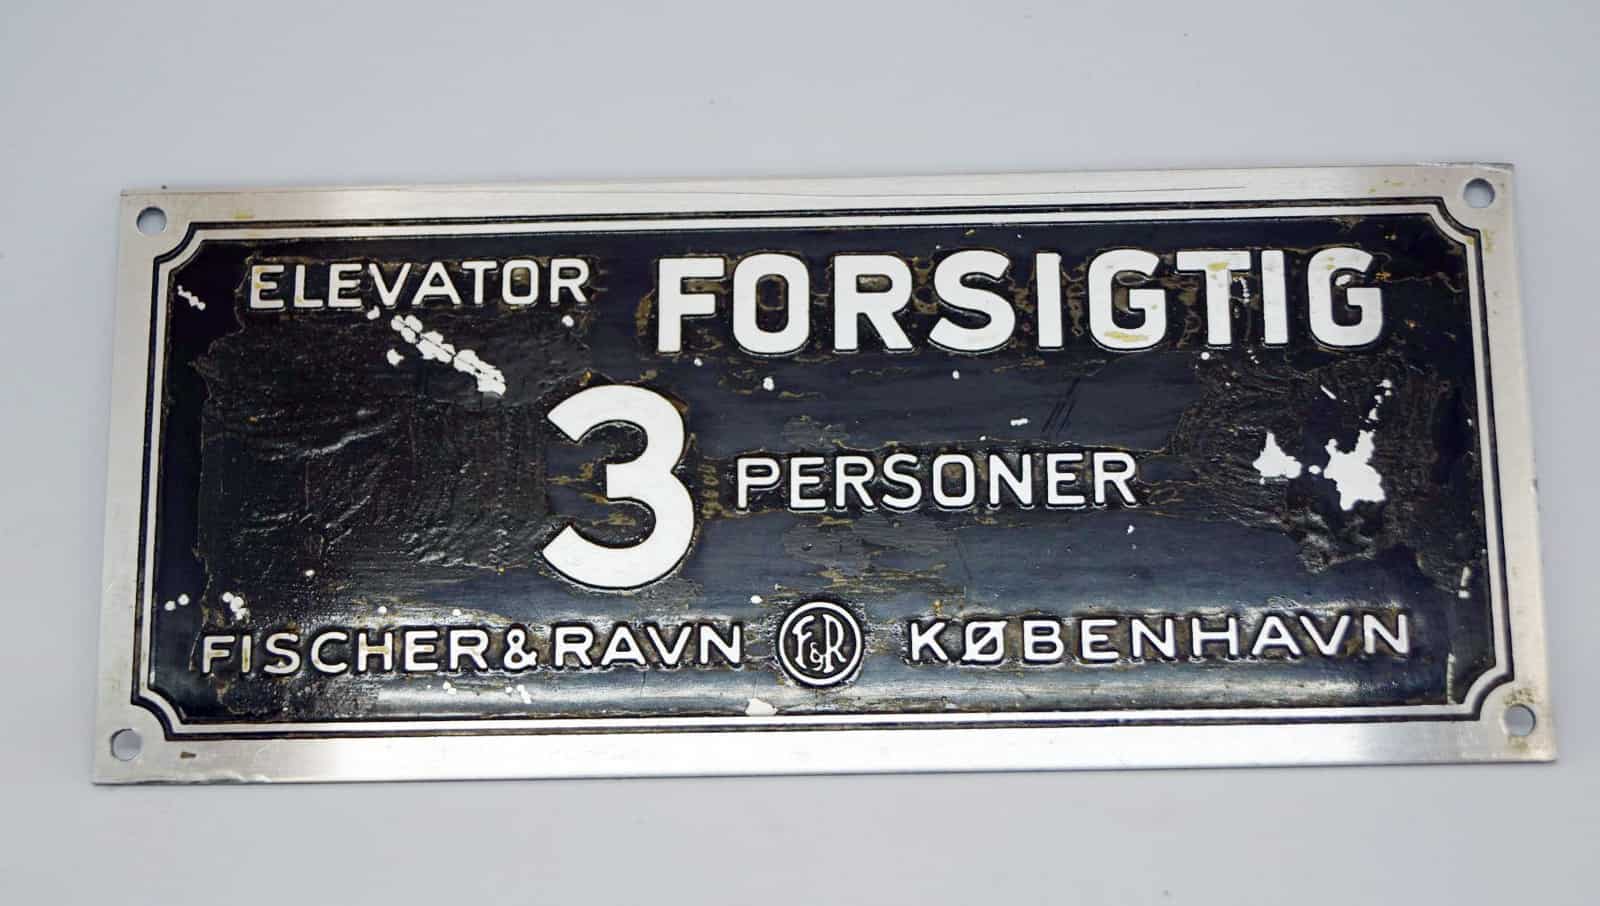 ELEVATOR FORSIGTIG
3 PERSONER
FISCHER & RAVN F&R KØBENHAVN